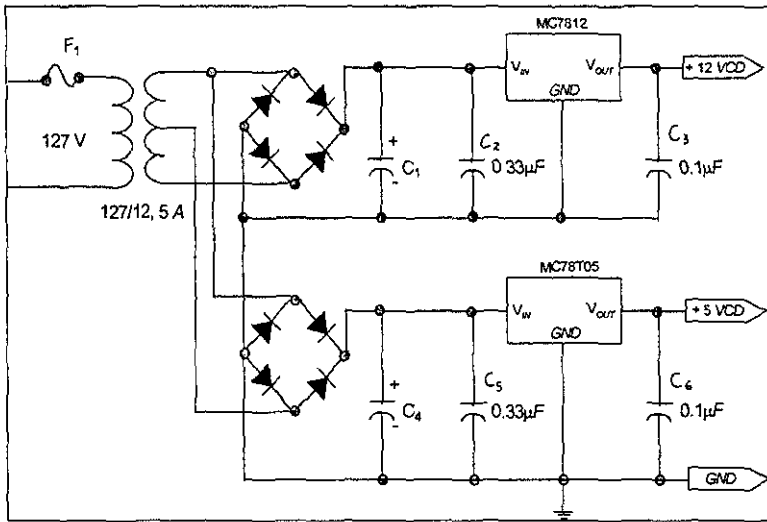 MC7812
F1
VIN
VOUT
+ 12 VCD
GND
127 V
+
C1
-
C2
0.33µF
C3
0.1µF
127/12, 5 A
MC78T05
VIN
VOUT
+ 5 VCD
GND
+
C4
-
C5
0.33µF
C6
0.1µF
GND